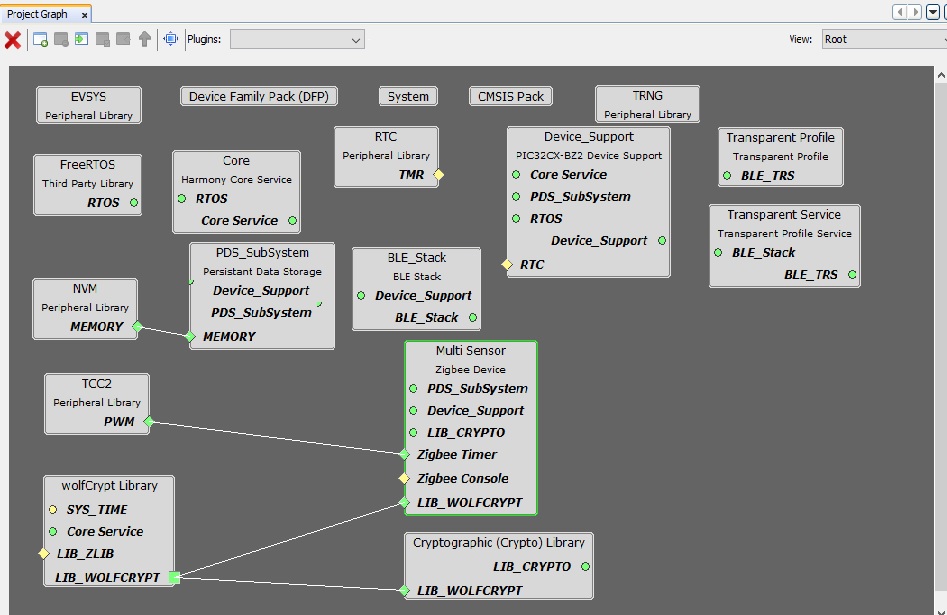 Project Graph
Plugins:
View:
Root
EVSYS
Peripheral Library
Device Family Pack (DFP)
System
CMSIS Pack
TRNG
Peripheral Library
FreeRTOS
Third Party Library
RTOS
Core
Harmony Core Service
RTOS
Core Service
RTC
Peripheral Library
TMR
Device_Support
PIC32CX-BZ2 Device Support
Core Service
PDS_SubSystem
RTOS
Device_Support
RTC
Transparent Profile
Transparent Profile
BLE_TRS
Transparent Service
Transparent Profile Service
BLE_Stack
BLE_TRS
NVM
Peripheral Library
MEMORY
PDS_SubSystem
Persistant Data Storage
Device_Support
PDS_SubSystem
MEMORY
BLE_Stack
BLE Stack
Device_Support
BLE_Stack
TCC2
Peripheral Library
PWM
Multi Sensor
Zigbee Device
PDS_SubSystem
Device_Support
LIB_CRYPTO
Zigbee Timer
Zigbee Console
LIB_WOLFCRYPT
wolfCrypt Library
SYS_TIME
Core Service
LIB_ZLIB
LIB_WOLFCRYPT
Cryptographic (Crypto) Library
LIB_CRYPTO
LIB_WOLFCRYPT